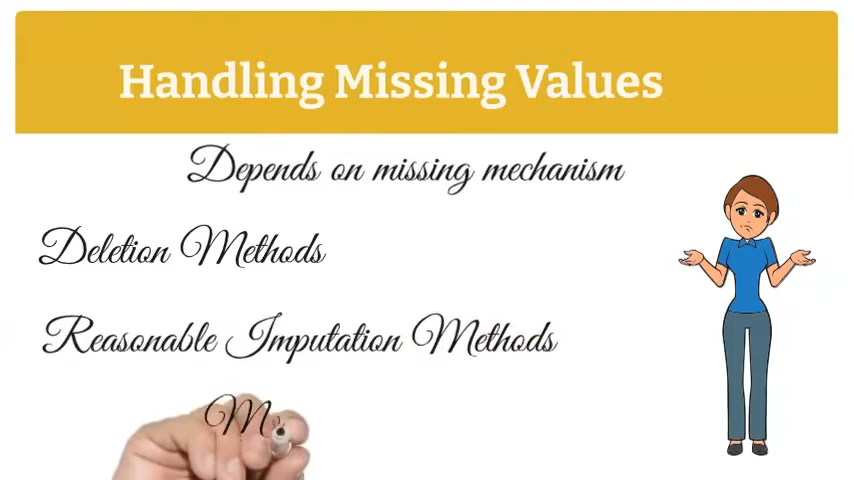 Handling Missing Values
Depends on missing mechanism
Deletion Methods
Reasonable Imputation Methods
M